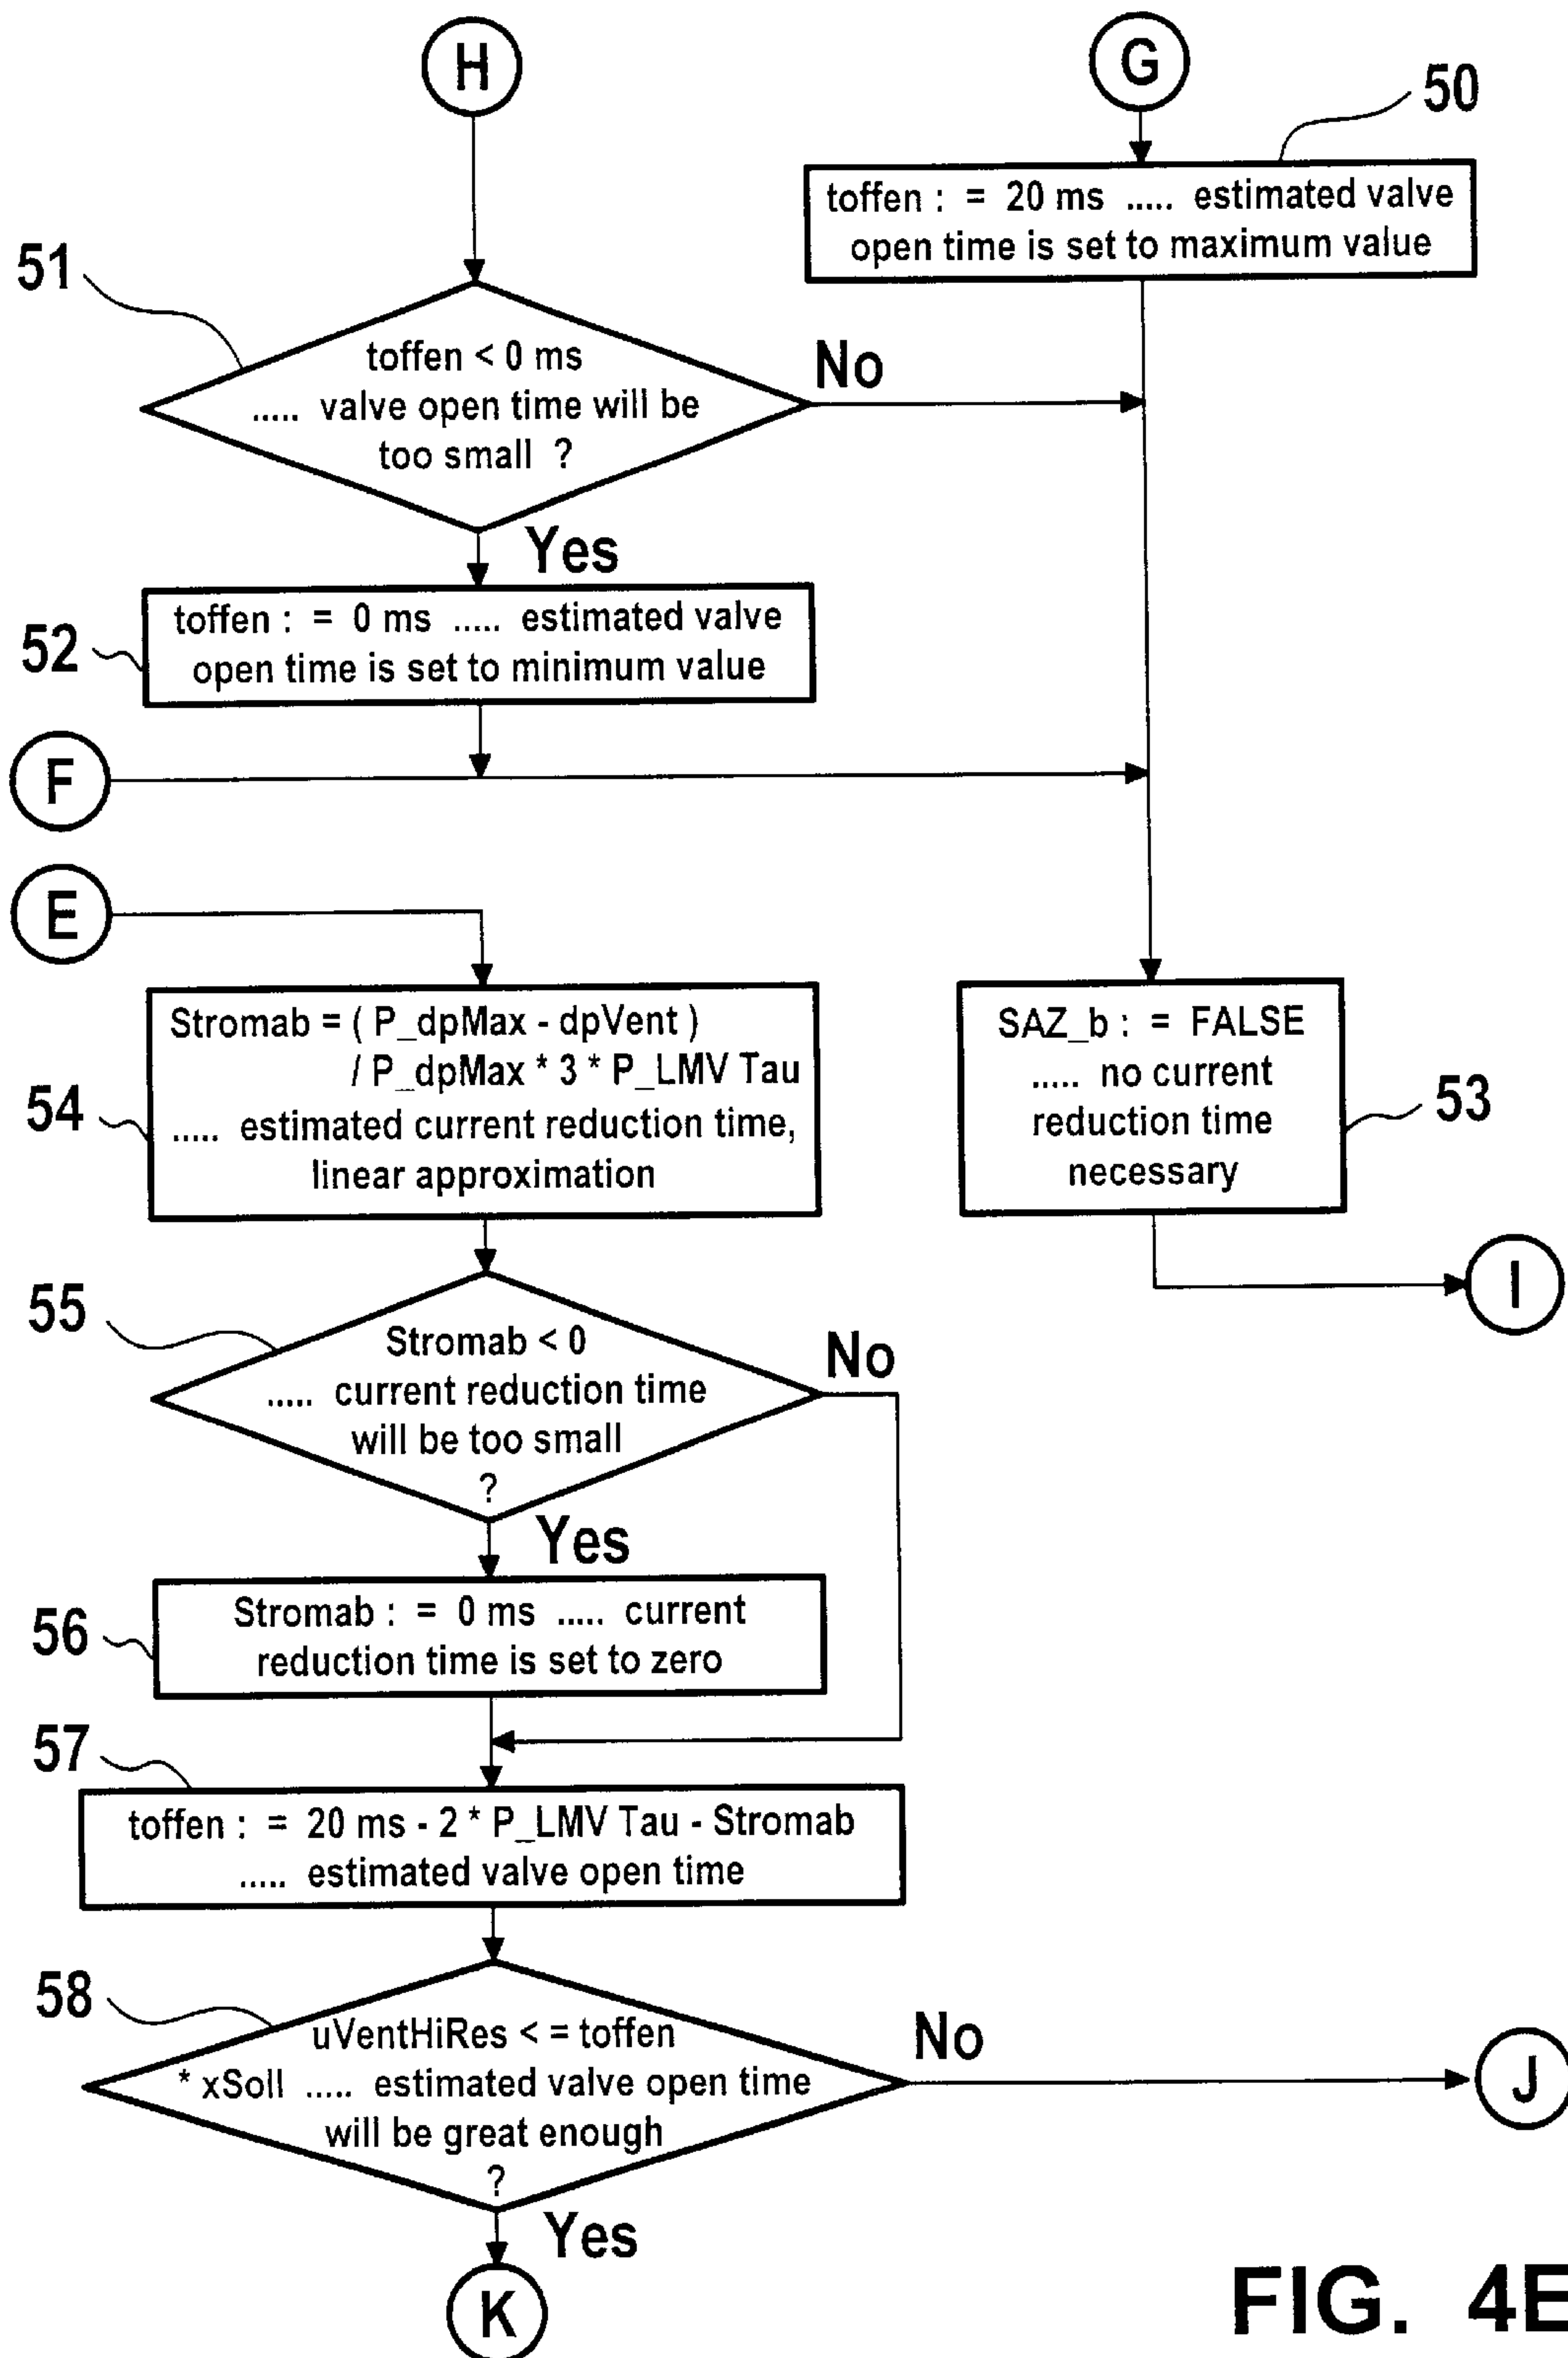 H
G
50
toffen : = 20 ms ..... estimated valve
open time is set to maximum value
51
toffen < 0 ms
..... valve open time will be
too small ?
No
Yes
52
toffen : = 0 ms ..... estimated valve
open time is set to minimum value
F
E
54
Stromab = ( P_dpMax - dpVent )
/ P_dpMax * 3 * P_LMV Tau
..... estimated current reduction time,
linear approximation
SAZ_b : = FALSE
..... no current
reduction time
necessary
53
I
55
Stromab < 0
..... current reduction time
will be too small
?
No
Yes
56
Stromab : = 0 ms ..... current
reduction time is set to zero
57
toffen : = 20 ms - 2 * P_LMV Tau - Stromab
..... estimated valve open time
58
uVentHiRes < = toffen
* xSoll ..... estimated valve open time
will be great enough
?
No
J
Yes
K
FIG. 4E